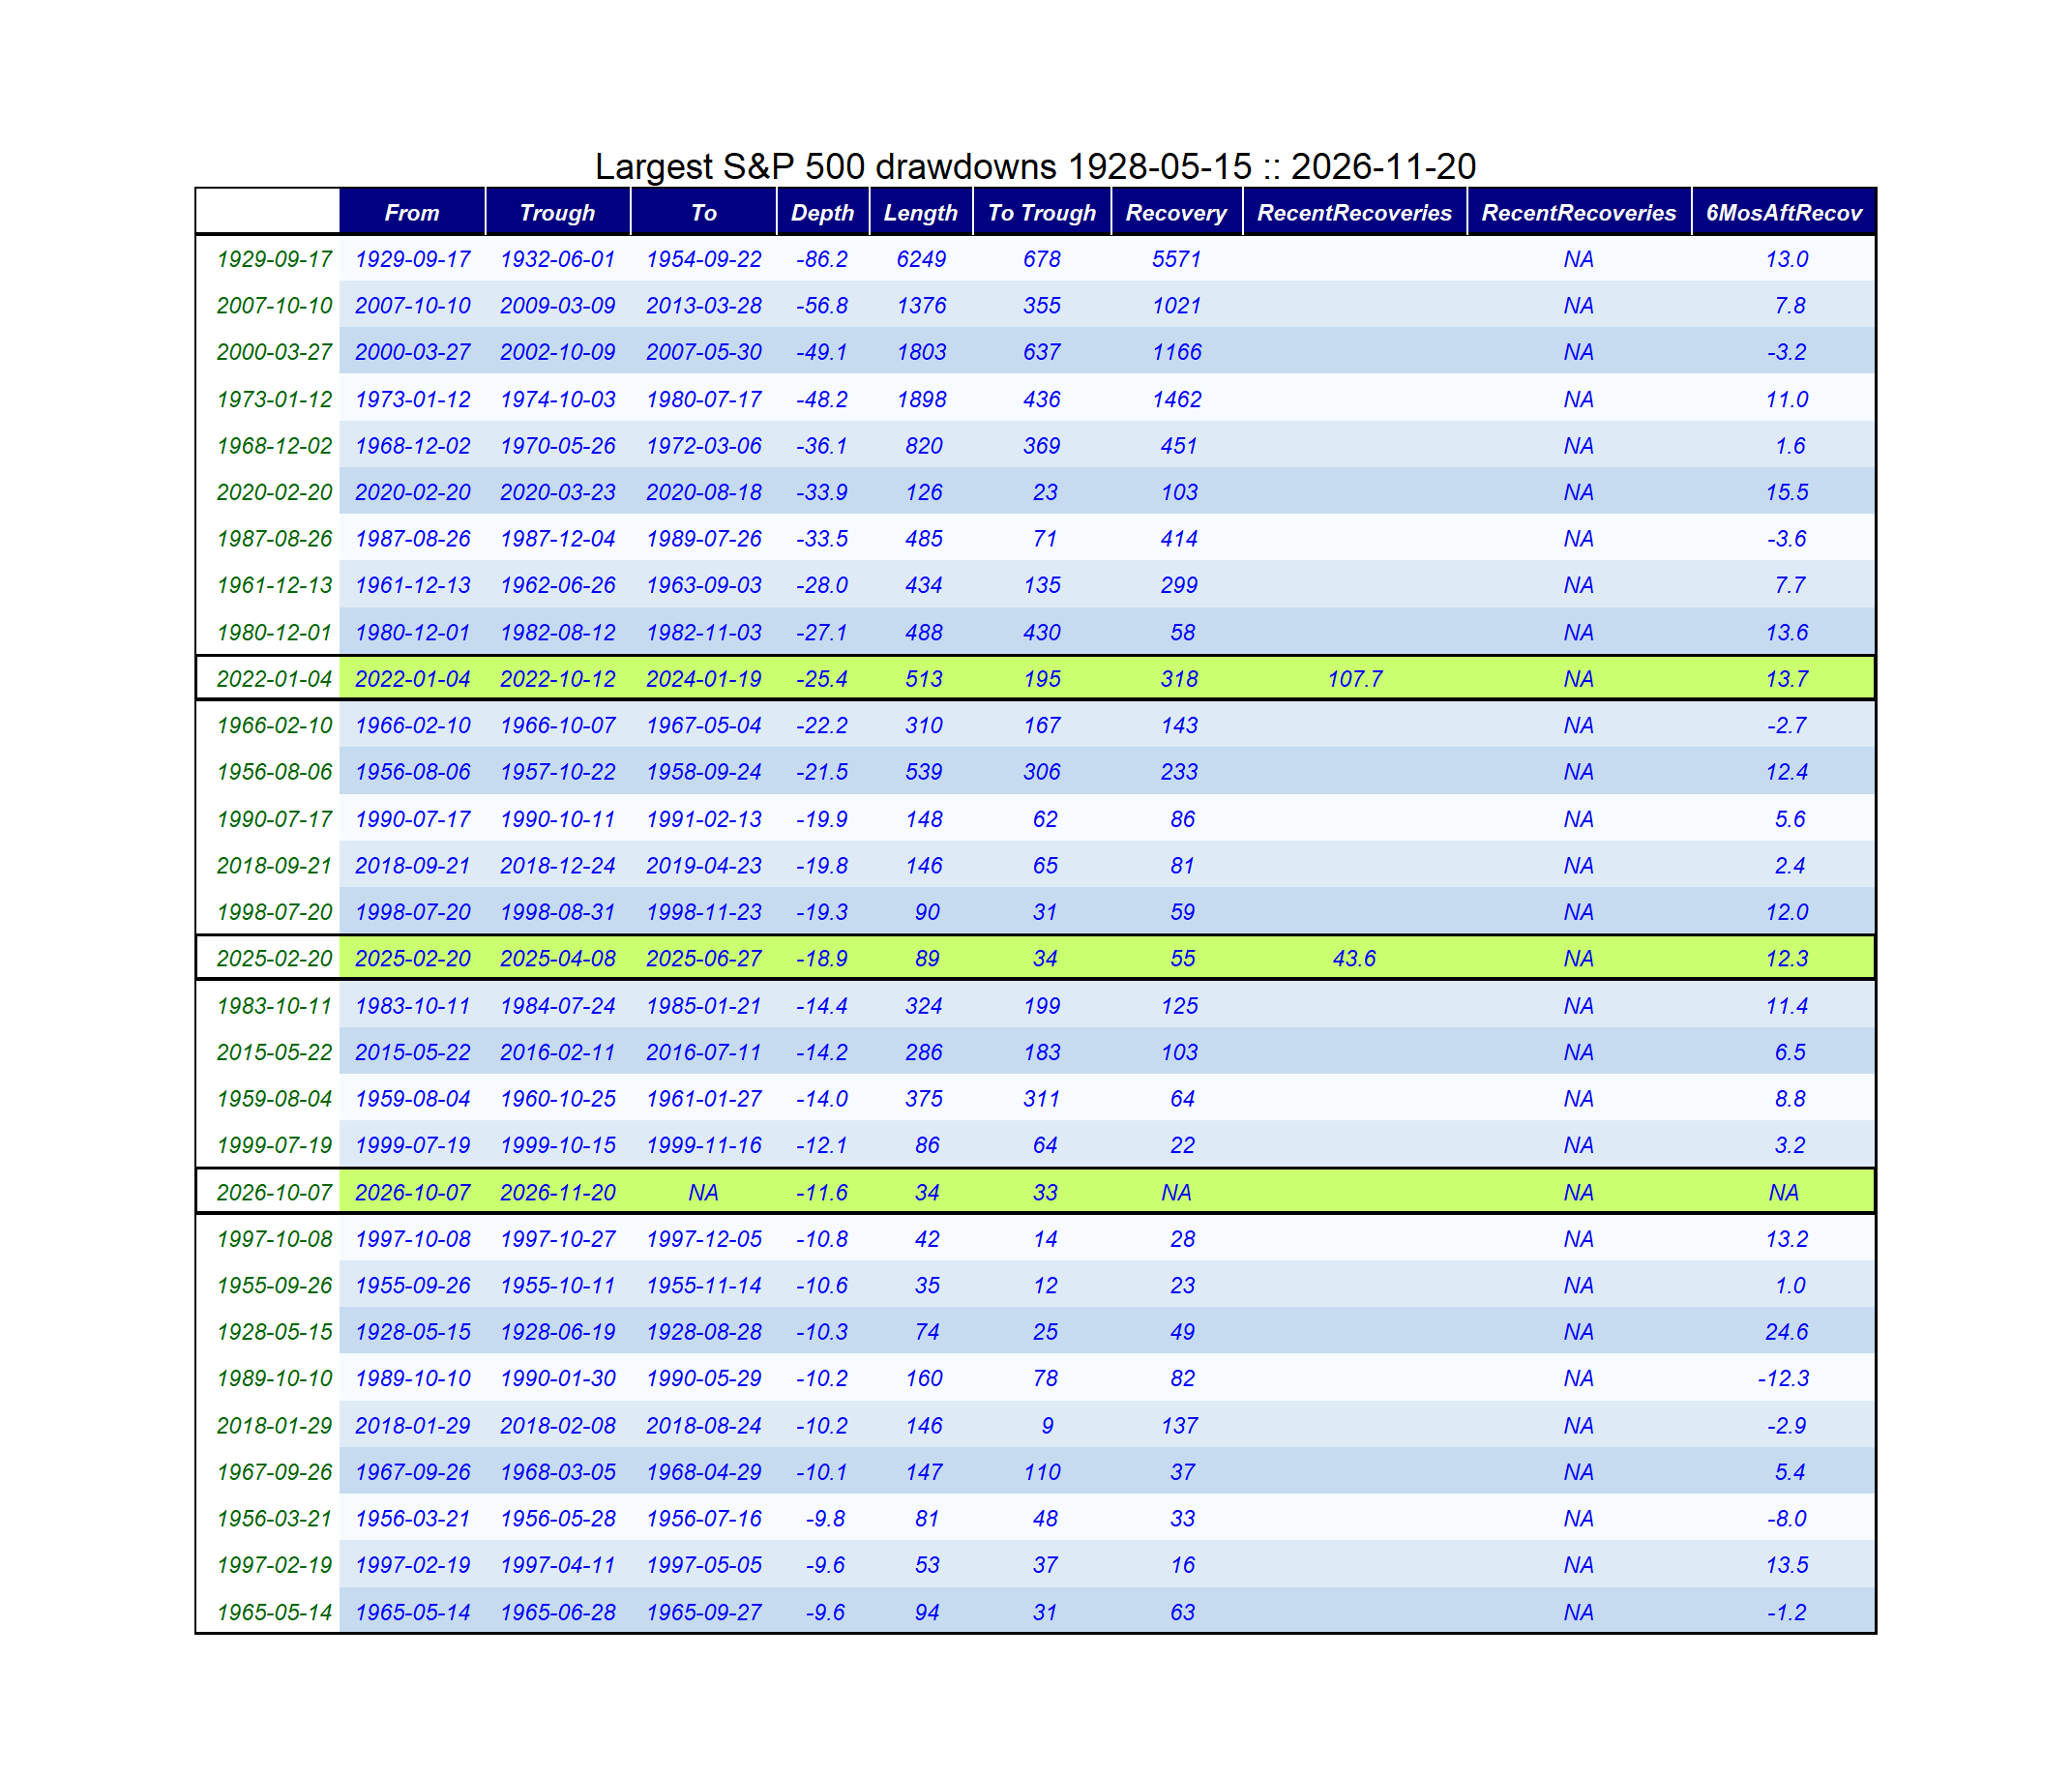 Largest S&P 500 drawdowns 1928-05-15 :: 2026-11-20
From Trough To Depth Length To Trough Recovery RecentRecoveries RecentRecoveries 6MosAftRecov
1929-09-17 1929-09-17 1932-06-01 1954-09-22 -86.2 6249 678 5571 NA 13.0
2007-10-10 2007-10-10 2009-03-09 2013-03-28 -56.8 1376 355 1021 NA 7.8
2000-03-27 2000-03-27 2002-10-09 2007-05-30 -49.1 1803 637 1166 NA -3.2
1973-01-12 1973-01-12 1974-10-03 1980-07-17 -48.2 1898 436 1462 NA 11.0
1968-12-02 1968-12-02 1970-05-26 1972-03-06 -36.1 820 369 451 NA 1.6
2020-02-20 2020-02-20 2020-03-23 2020-08-18 -33.9 126 23 103 NA 15.5
1987-08-26 1987-08-26 1987-12-04 1989-07-26 -33.5 485 71 414 NA -3.6
1961-12-13 1961-12-13 1962-06-26 1963-09-03 -28.0 434 135 299 NA 7.7
1980-12-01 1980-12-01 1982-08-12 1982-11-03 -27.1 488 430 58 NA 13.6
2022-01-04 2022-01-04 2022-10-12 2024-01-19 -25.4 513 195 318 107.7 NA 13.7
1966-02-10 1966-02-10 1966-10-07 1967-05-04 -22.2 310 167 143 NA -2.7
1956-08-06 1956-08-06 1957-10-22 1958-09-24 -21.5 539 306 233 NA 12.4
1990-07-17 1990-07-17 1990-10-11 1991-02-13 -19.9 148 62 86 NA 5.6
2018-09-21 2018-09-21 2018-12-24 2019-04-23 -19.8 146 65 81 NA 2.4
1998-07-20 1998-07-20 1998-08-31 1998-11-23 -19.3 90 31 59 NA 12.0
2025-02-20 2025-02-20 2025-04-08 2025-06-27 -18.9 89 34 55 43.6 NA 12.3
1983-10-11 1983-10-11 1984-07-24 1985-01-21 -14.4 324 199 125 NA 11.4
2015-05-22 2015-05-22 2016-02-11 2016-07-11 -14.2 286 183 103 NA 6.5
1959-08-04 1959-08-04 1960-10-25 1961-01-27 -14.0 375 311 64 NA 8.8
1999-07-19 1999-07-19 1999-10-15 1999-11-16 -12.1 86 64 22 NA 3.2
2026-10-07 2026-10-07 2026-11-20 NA -11.6 34 33 NA NA NA
1997-10-08 1997-10-08 1997-10-27 1997-12-05 -10.8 42 14 28 NA 13.2
1955-09-26 1955-09-26 1955-10-11 1955-11-14 -10.6 35 12 23 NA 1.0
1928-05-15 1928-05-15 1928-06-19 1928-08-28 -10.3 74 25 49 NA 24.6
1989-10-10 1989-10-10 1990-01-30 1990-05-29 -10.2 160 78 82 NA -12.3
2018-01-29 2018-01-29 2018-02-08 2018-08-24 -10.2 146 9 137 NA -2.9
1967-09-26 1967-09-26 1968-03-05 1968-04-29 -10.1 147 110 37 NA 5.4
1956-03-21 1956-03-21 1956-05-28 1956-07-16 -9.8 81 48 33 NA -8.0
1997-02-19 1997-02-19 1997-04-11 1997-05-05 -9.6 53 37 16 NA 13.5
1965-05-14 1965-05-14 1965-06-28 1965-09-27 -9.6 94 31 63 NA -1.2